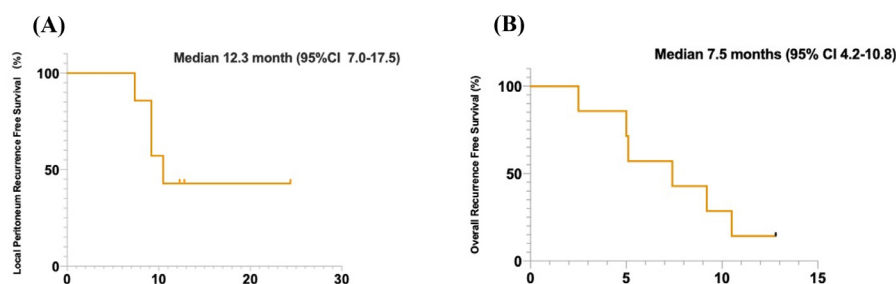 (A)
Median 12.3 month (95%CI 7.0-17.5)
Local Peritoneum Recurrence Free Survival (%)
100
50
0
0 10 20 30
(B)
Median 7.5 months (95% CI 4.2-10.8)
Overall Recurrence Free Survival (%)
100
50
0
0 5 10 15